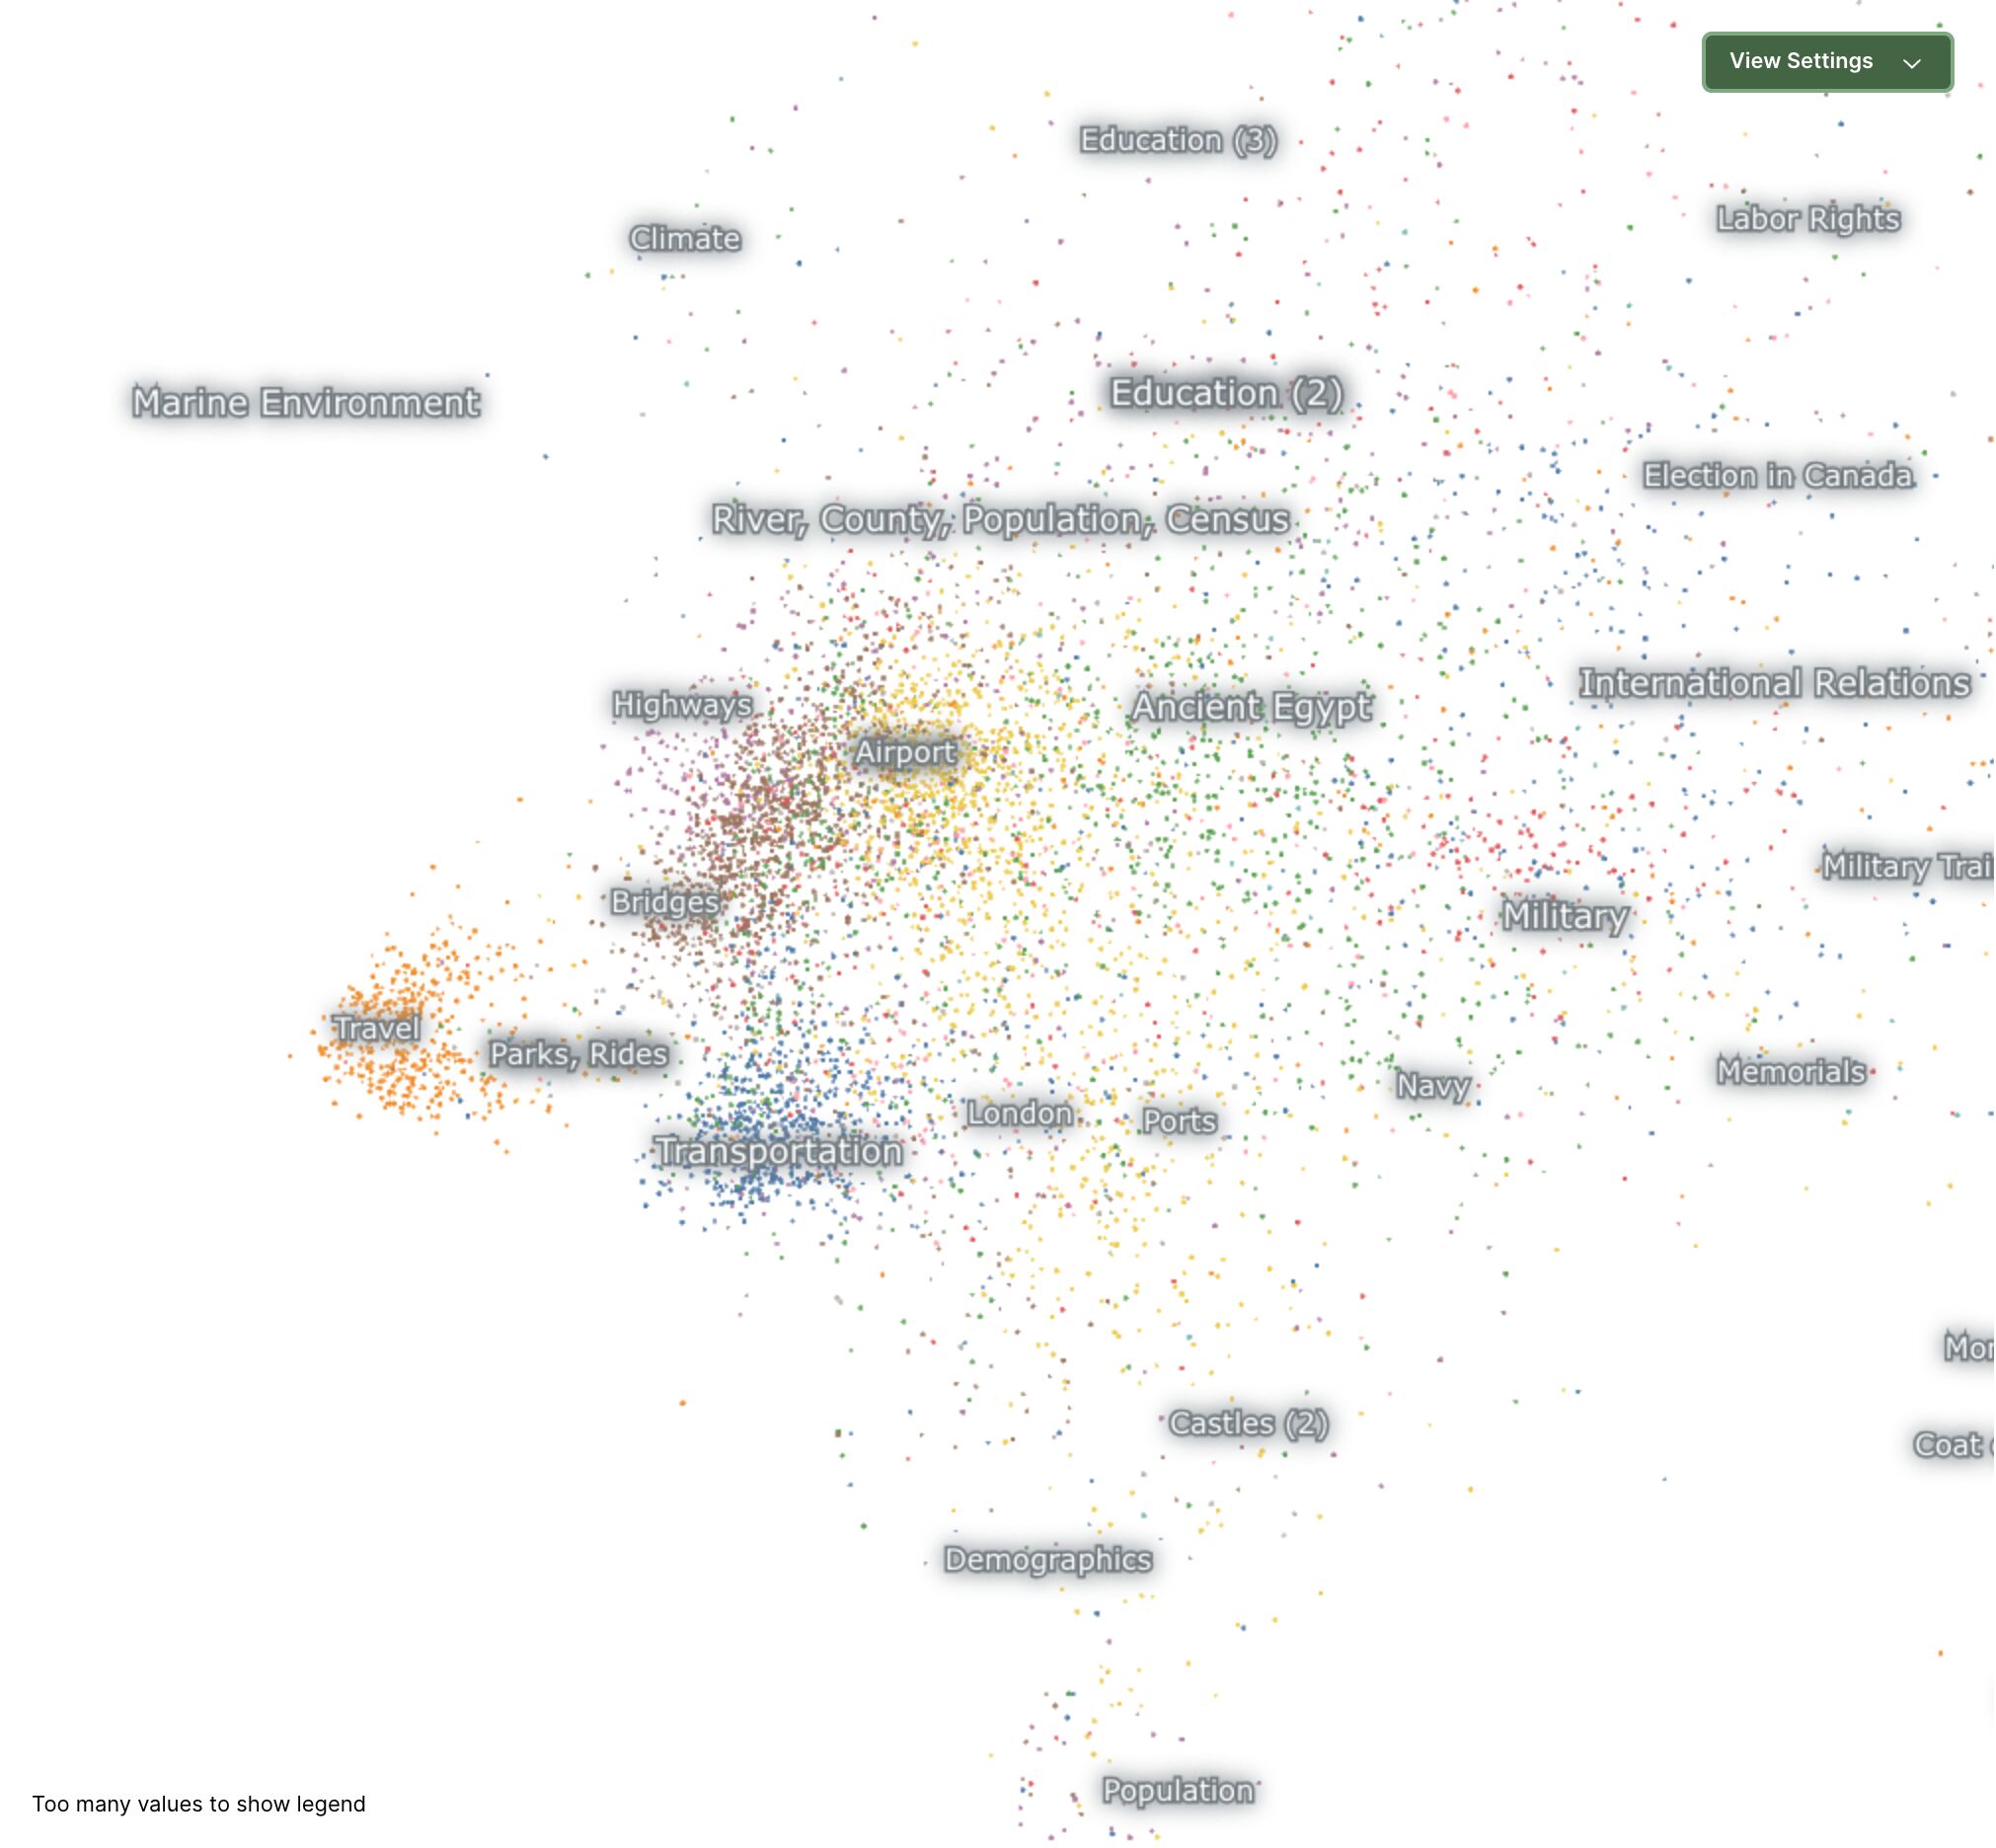 View Settings
Education (3)
Labor Rights
Climate
Marine Environment
Education (2)
Election in Canada
River, County, Population, Census
International Relations
Highways
Ancient Egypt
Airport
Military Trai
Bridges
Military
Travel
Parks, Rides
Memorials
Navy
London
Ports
Transportation
Mor
Castles (2)
Coat
Demographics
Population
Too many values to show legend